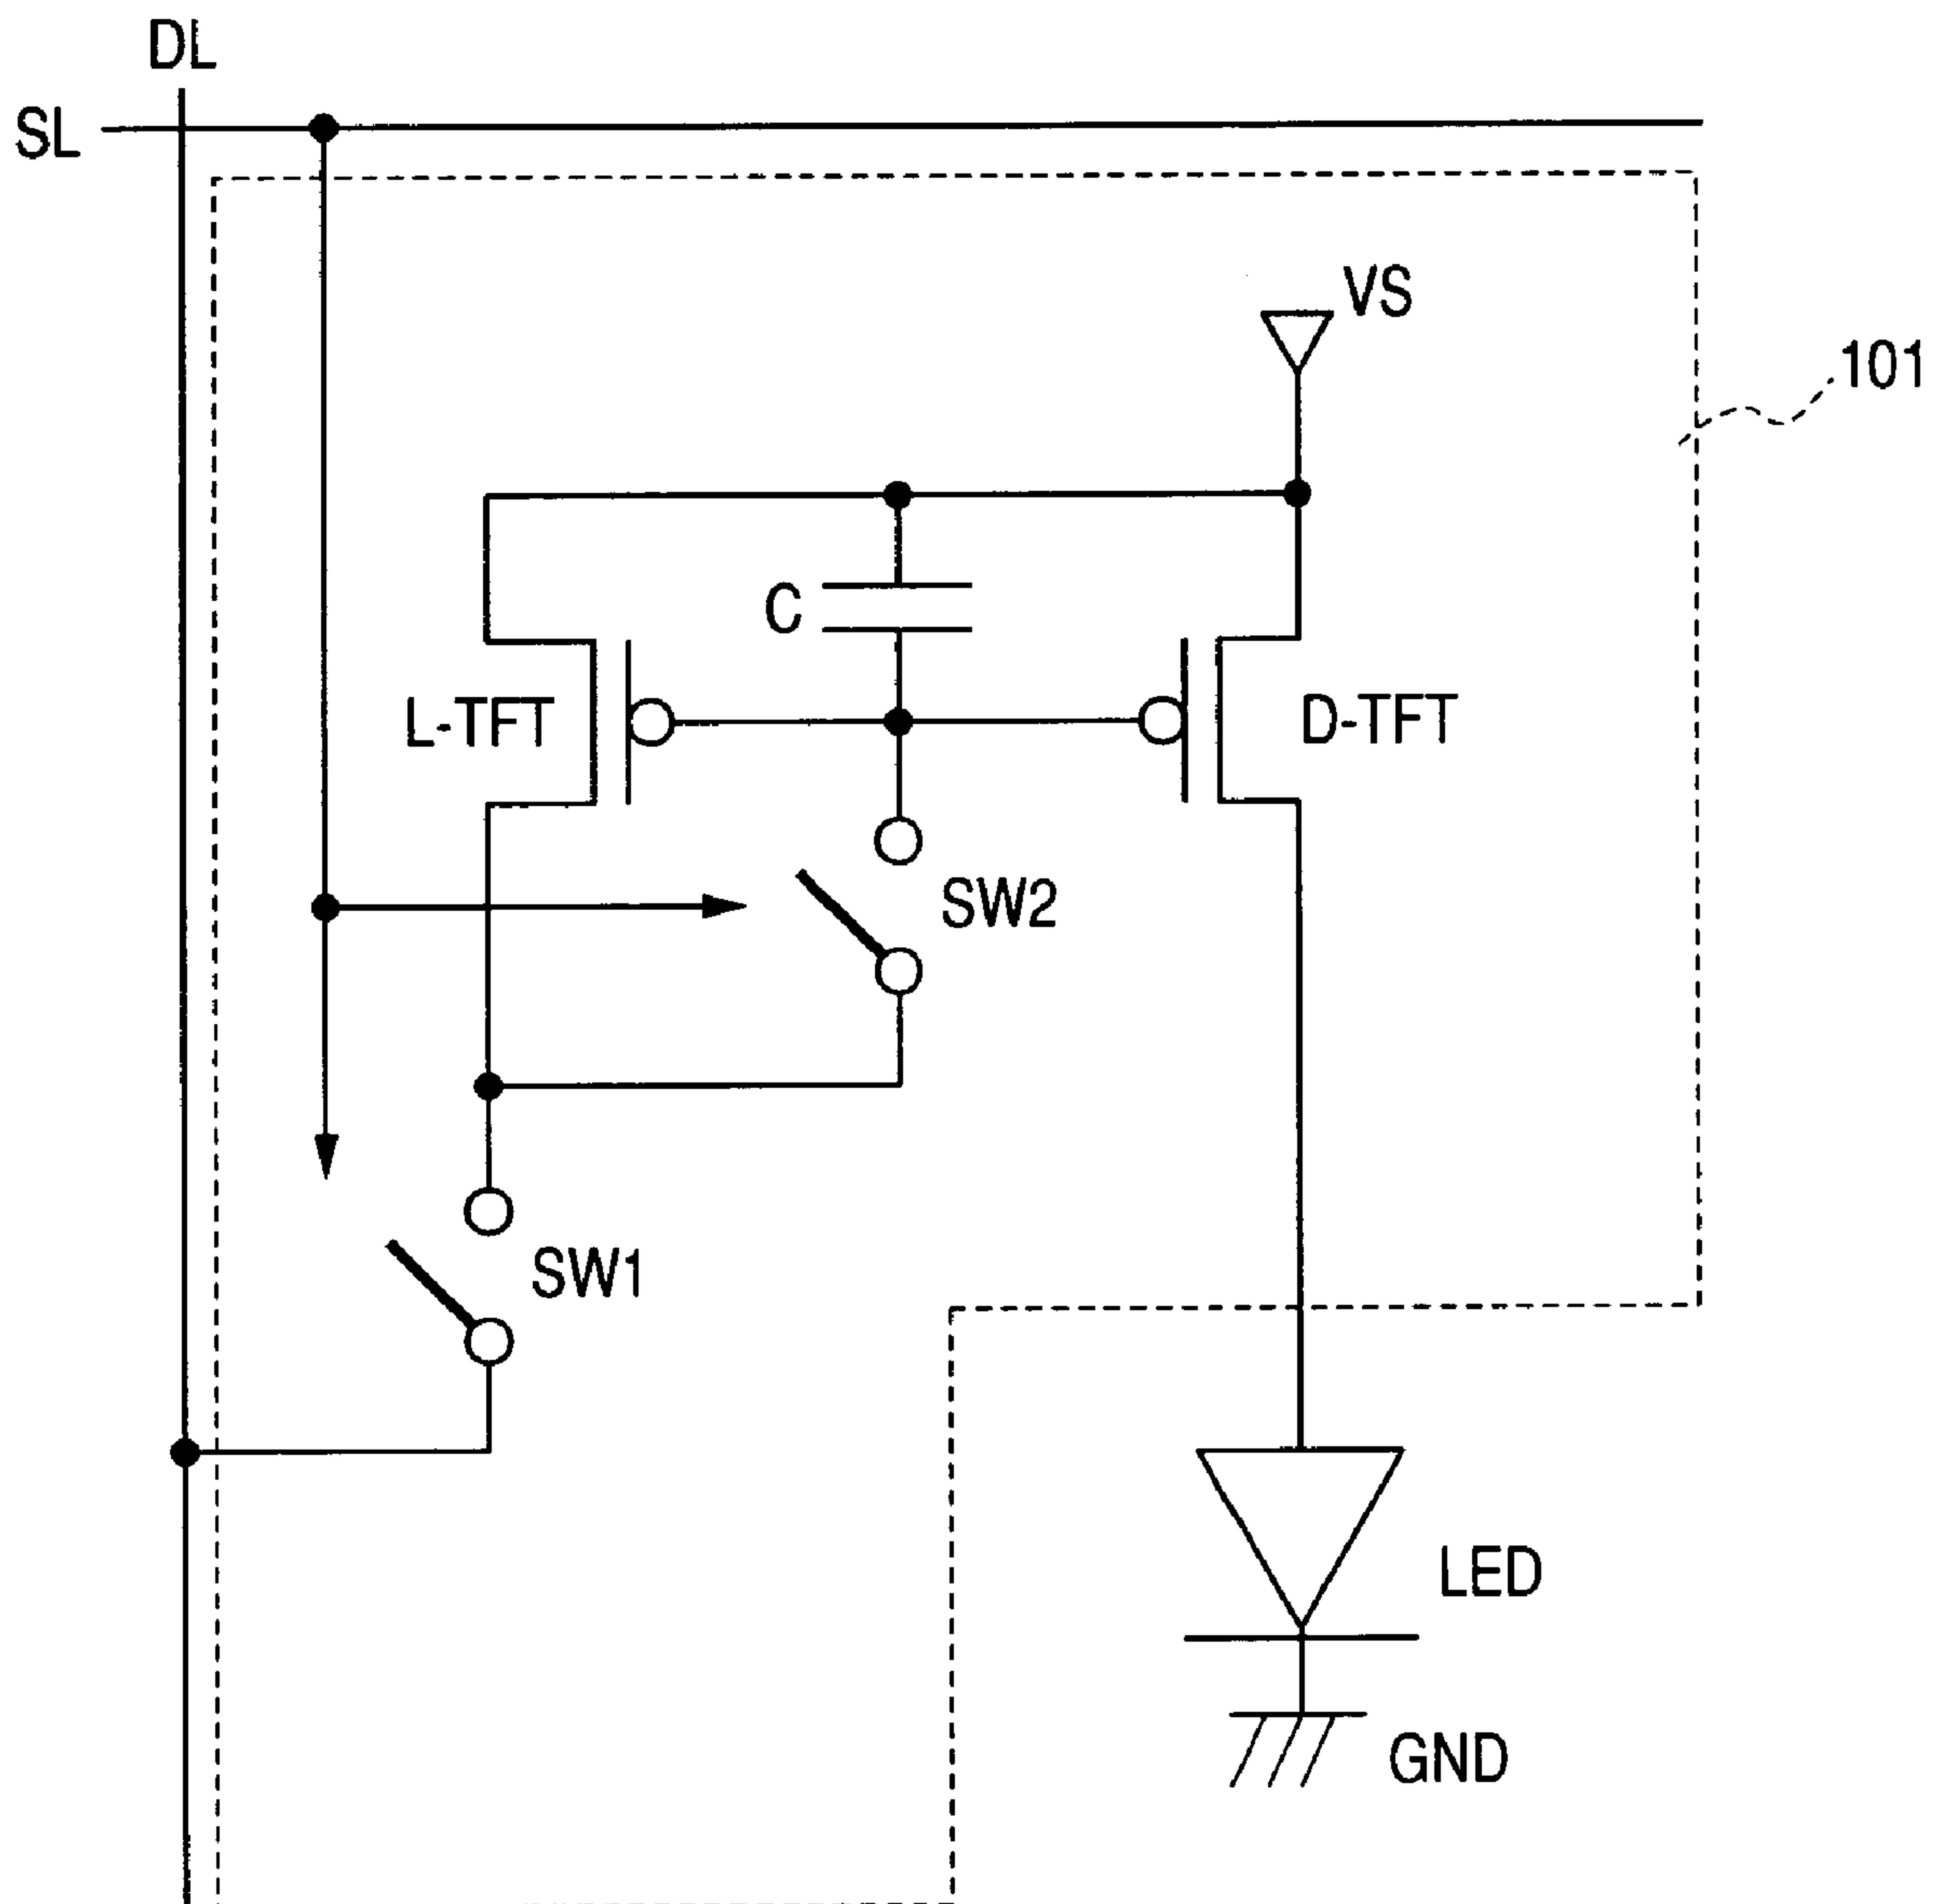 DL
SL
VS
101
C
L-TFT
D-TFT
SW2
SW1
LED
GND